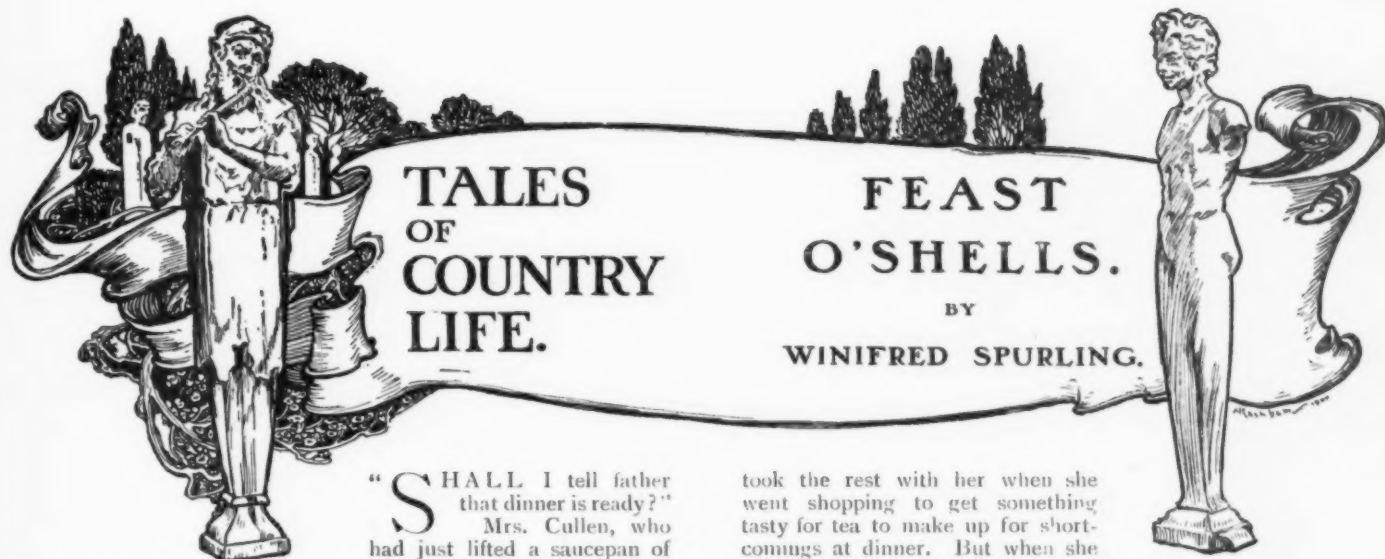 TALES
OF
COUNTRY
LIFE.
FEAST
O'SHELLS.
BY
WINIFRED SPURLING.
"SHALL I tell father
that dinner is ready?"
Mrs. Cullen, who
had just lifted a saucepan of
took the rest with her when she
went shopping to get something
tasty for tea to make up for short-
comings at dinner. But when she